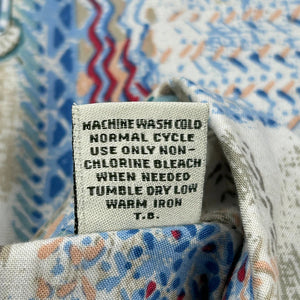 MACHINE WASH COLD
NORMAL CYCLE
USE ONLY NON-
CHLORINE BLEACH
WHEN NEEDED
TUMBLE DRY LOW
WARM IRON
T.B.